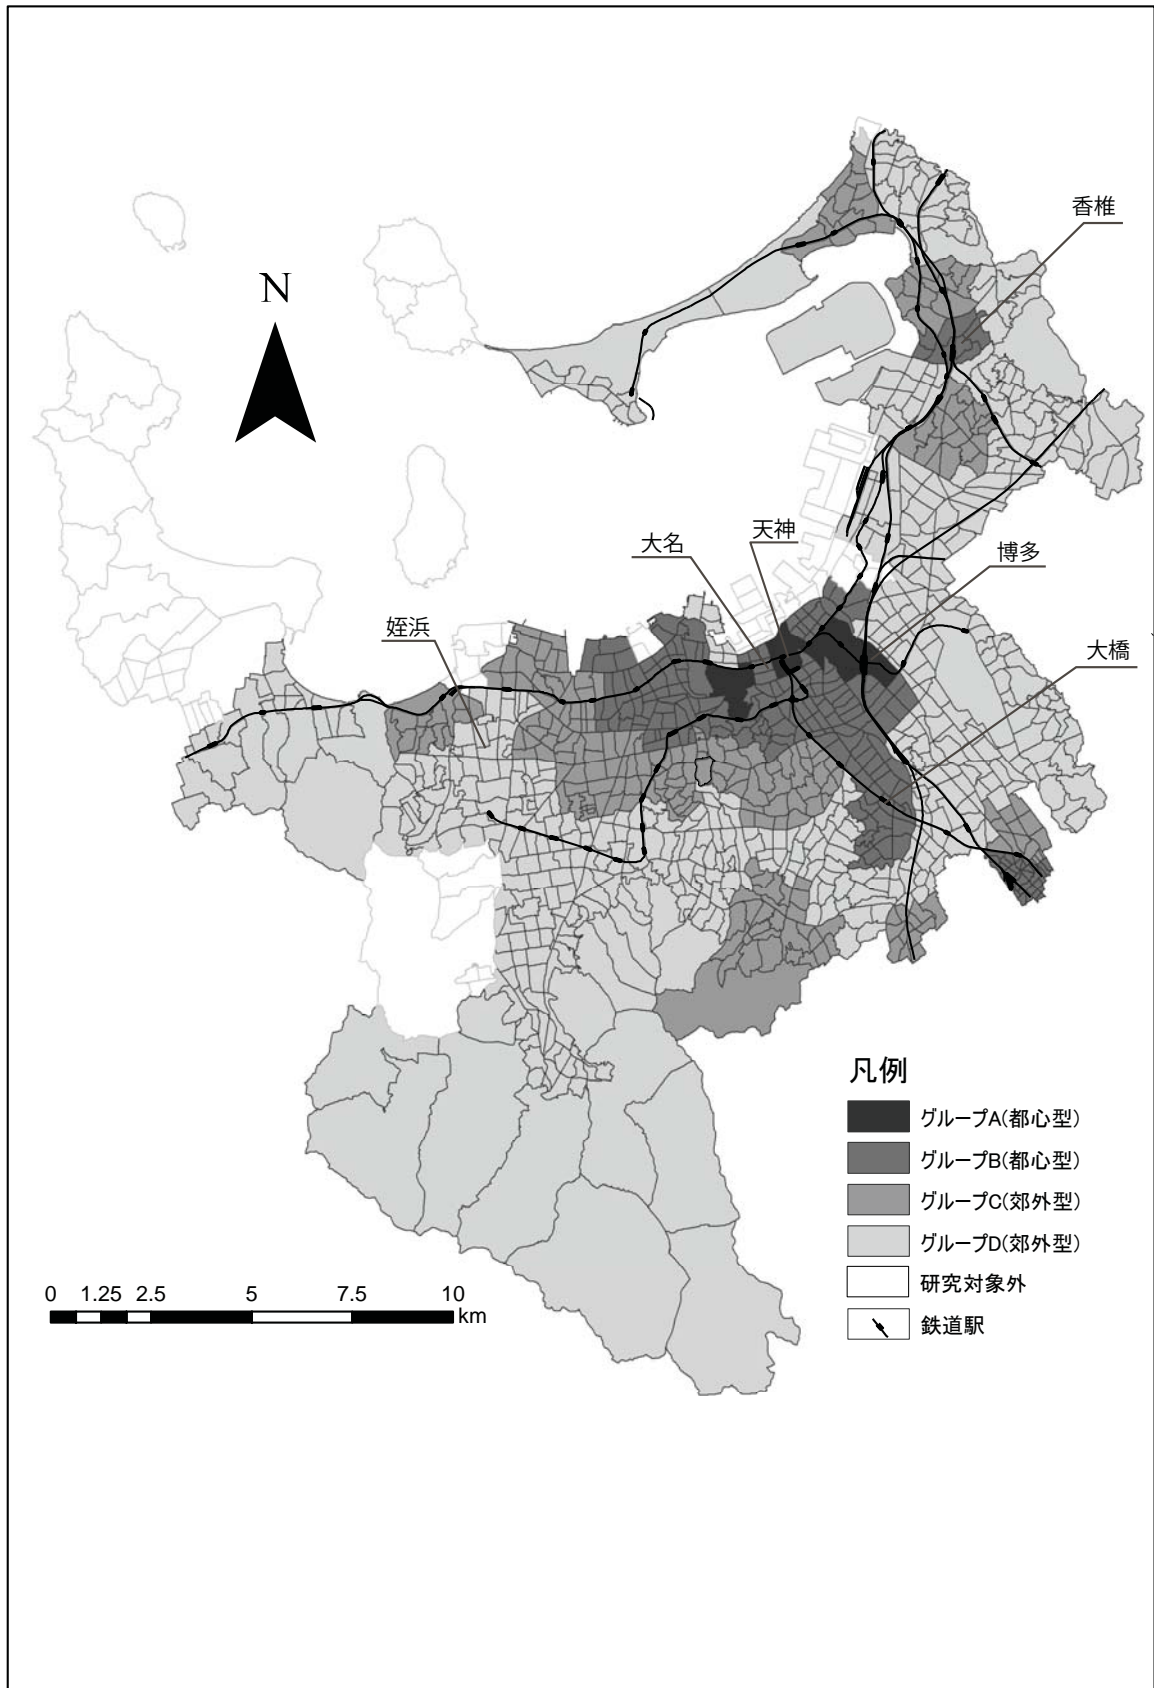 香椎
N
天神
大名
博多
姪浜
大橋
凡例
グループA(都心型)
グループB(都心型)
グループC(郊外型)
グループD(郊外型)
研究対象外
鉄道駅
0 1.25 2.5 5 7.5 10
km